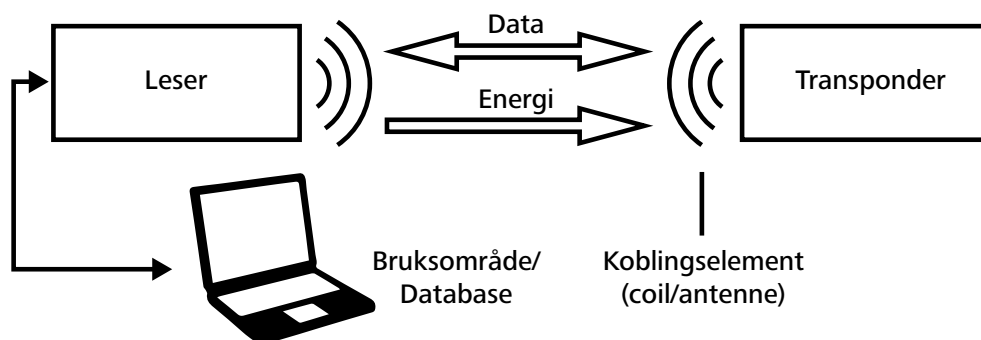 Data
Leser
Transponder
Energi
Bruksområde/
Database
Koblingselement
(coil/antenne)